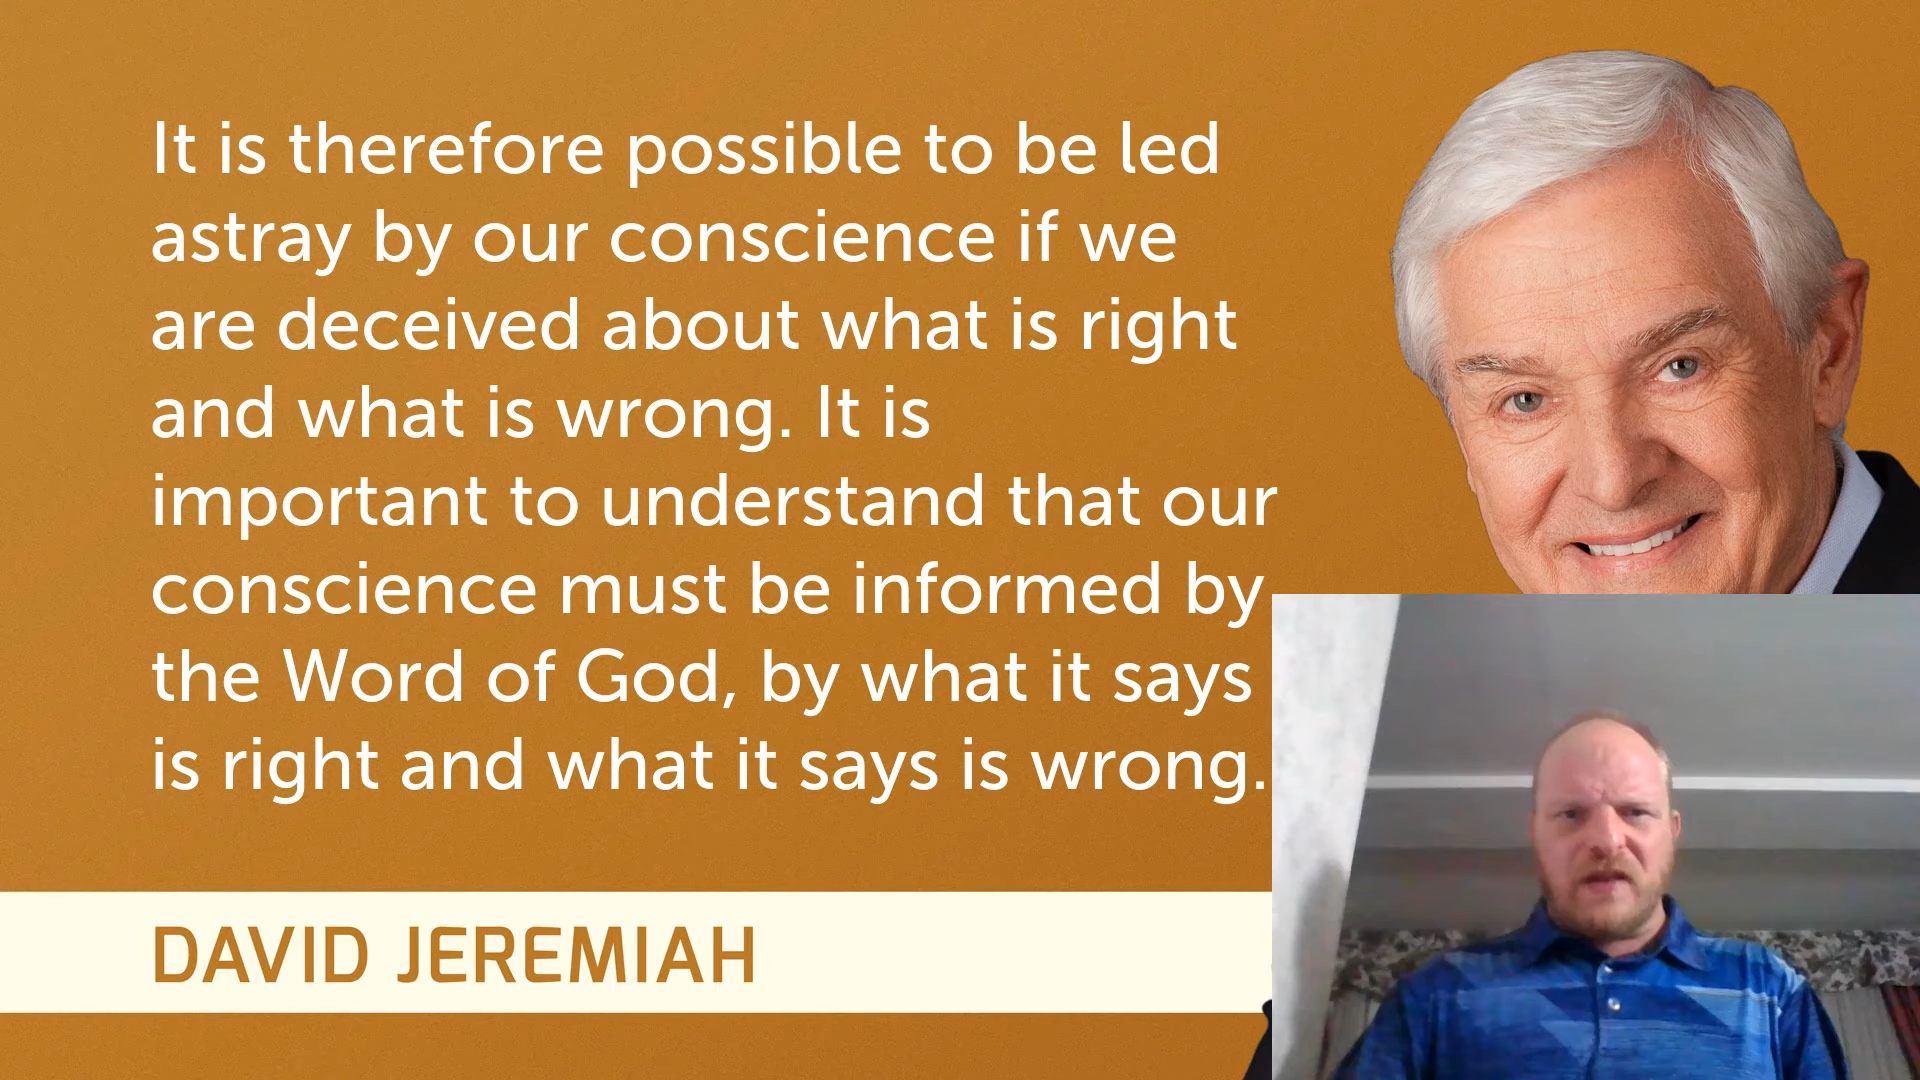 It is therefore possible to be led
astray by our conscience if we
are deceived about what is right
and what is wrong. It is
important to understand that our
conscience must be informed by
the Word of God, by what it says
is right and what it says is wrong.
DAVID JEREMIAH